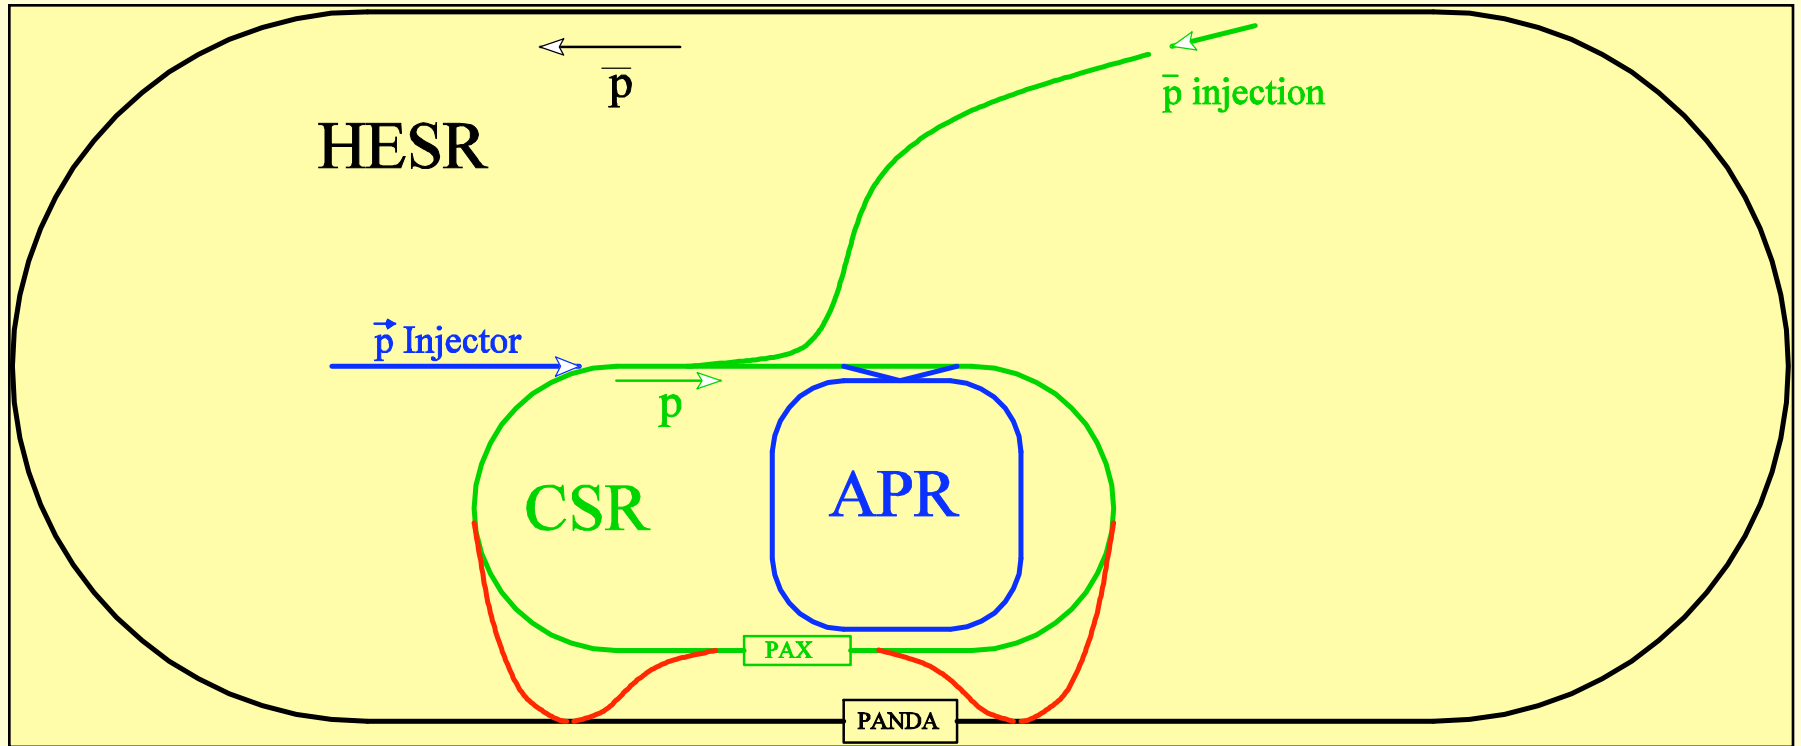 p̅
p̅ injection
HESR
p⃗ Injector
p
CSR
APR
PAX
PANDA